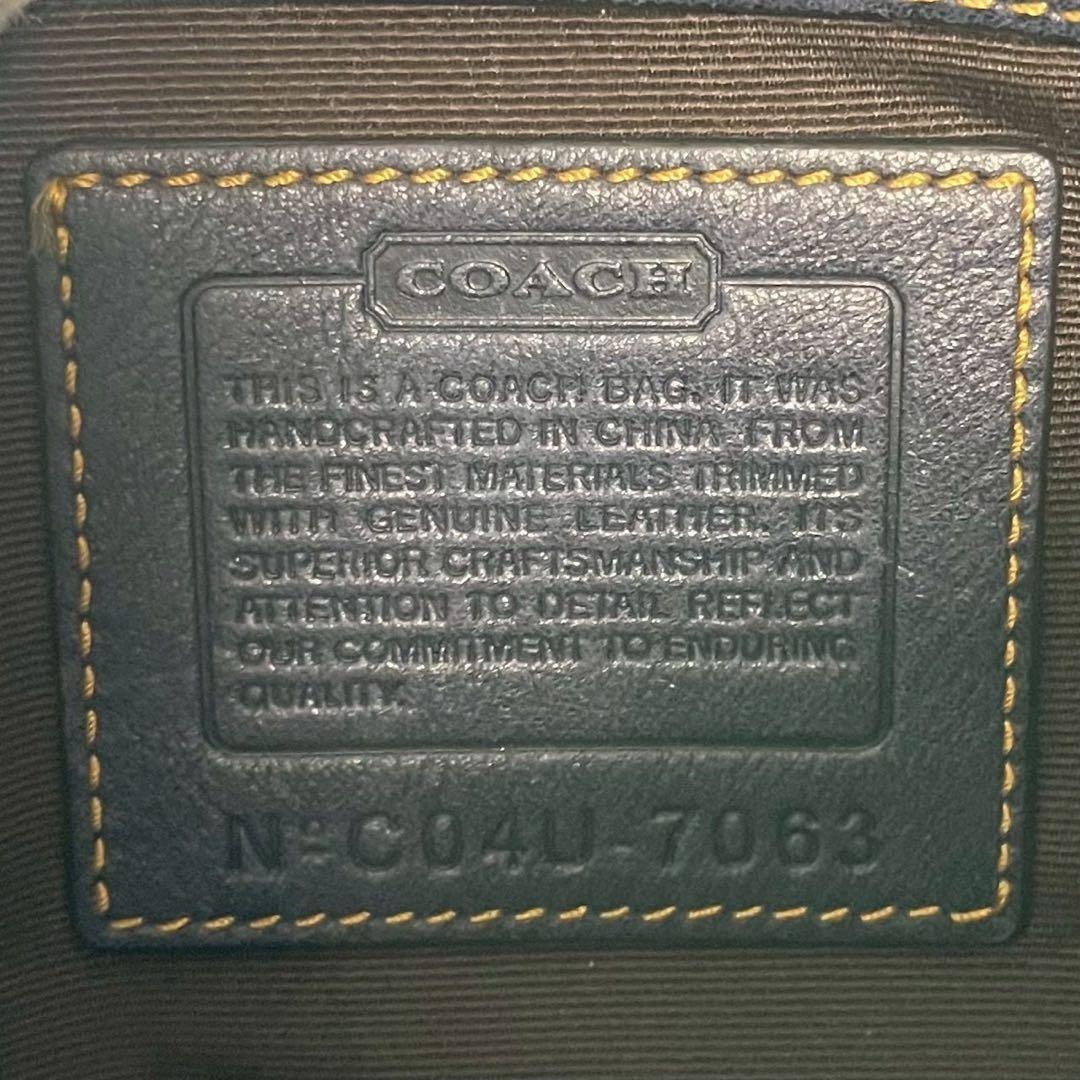 COACH
THIS IS A COACH BAG. IT WAS
HANDCRAFTED IN CHINA FROM
THE FINEST MATERIALS TRIMMED
WITH GENUINE LEATHER. ITS
SUPERIOR CRAFTSMANSHIP AND
ATTENTION TO DETAIL REFLECT
OUR COMMITMENT TO ENDURING
QUALITY.
Nº C04U-7063